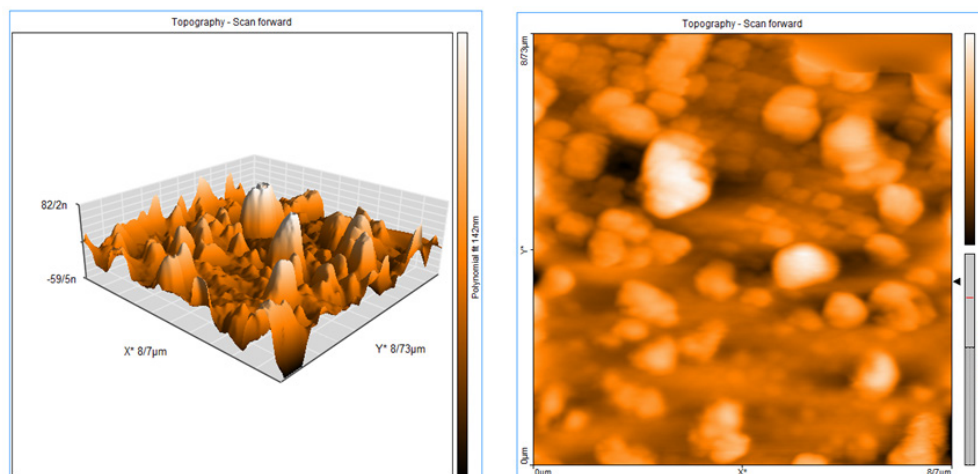 Topography - Scan forward
82/2n
-59/5n
X* 8/7µm
Y* 8/73µm
Polynomial fit 142nm
Topography - Scan forward
8/73µm
Y*
0µm
0µm
X*
8/7µm